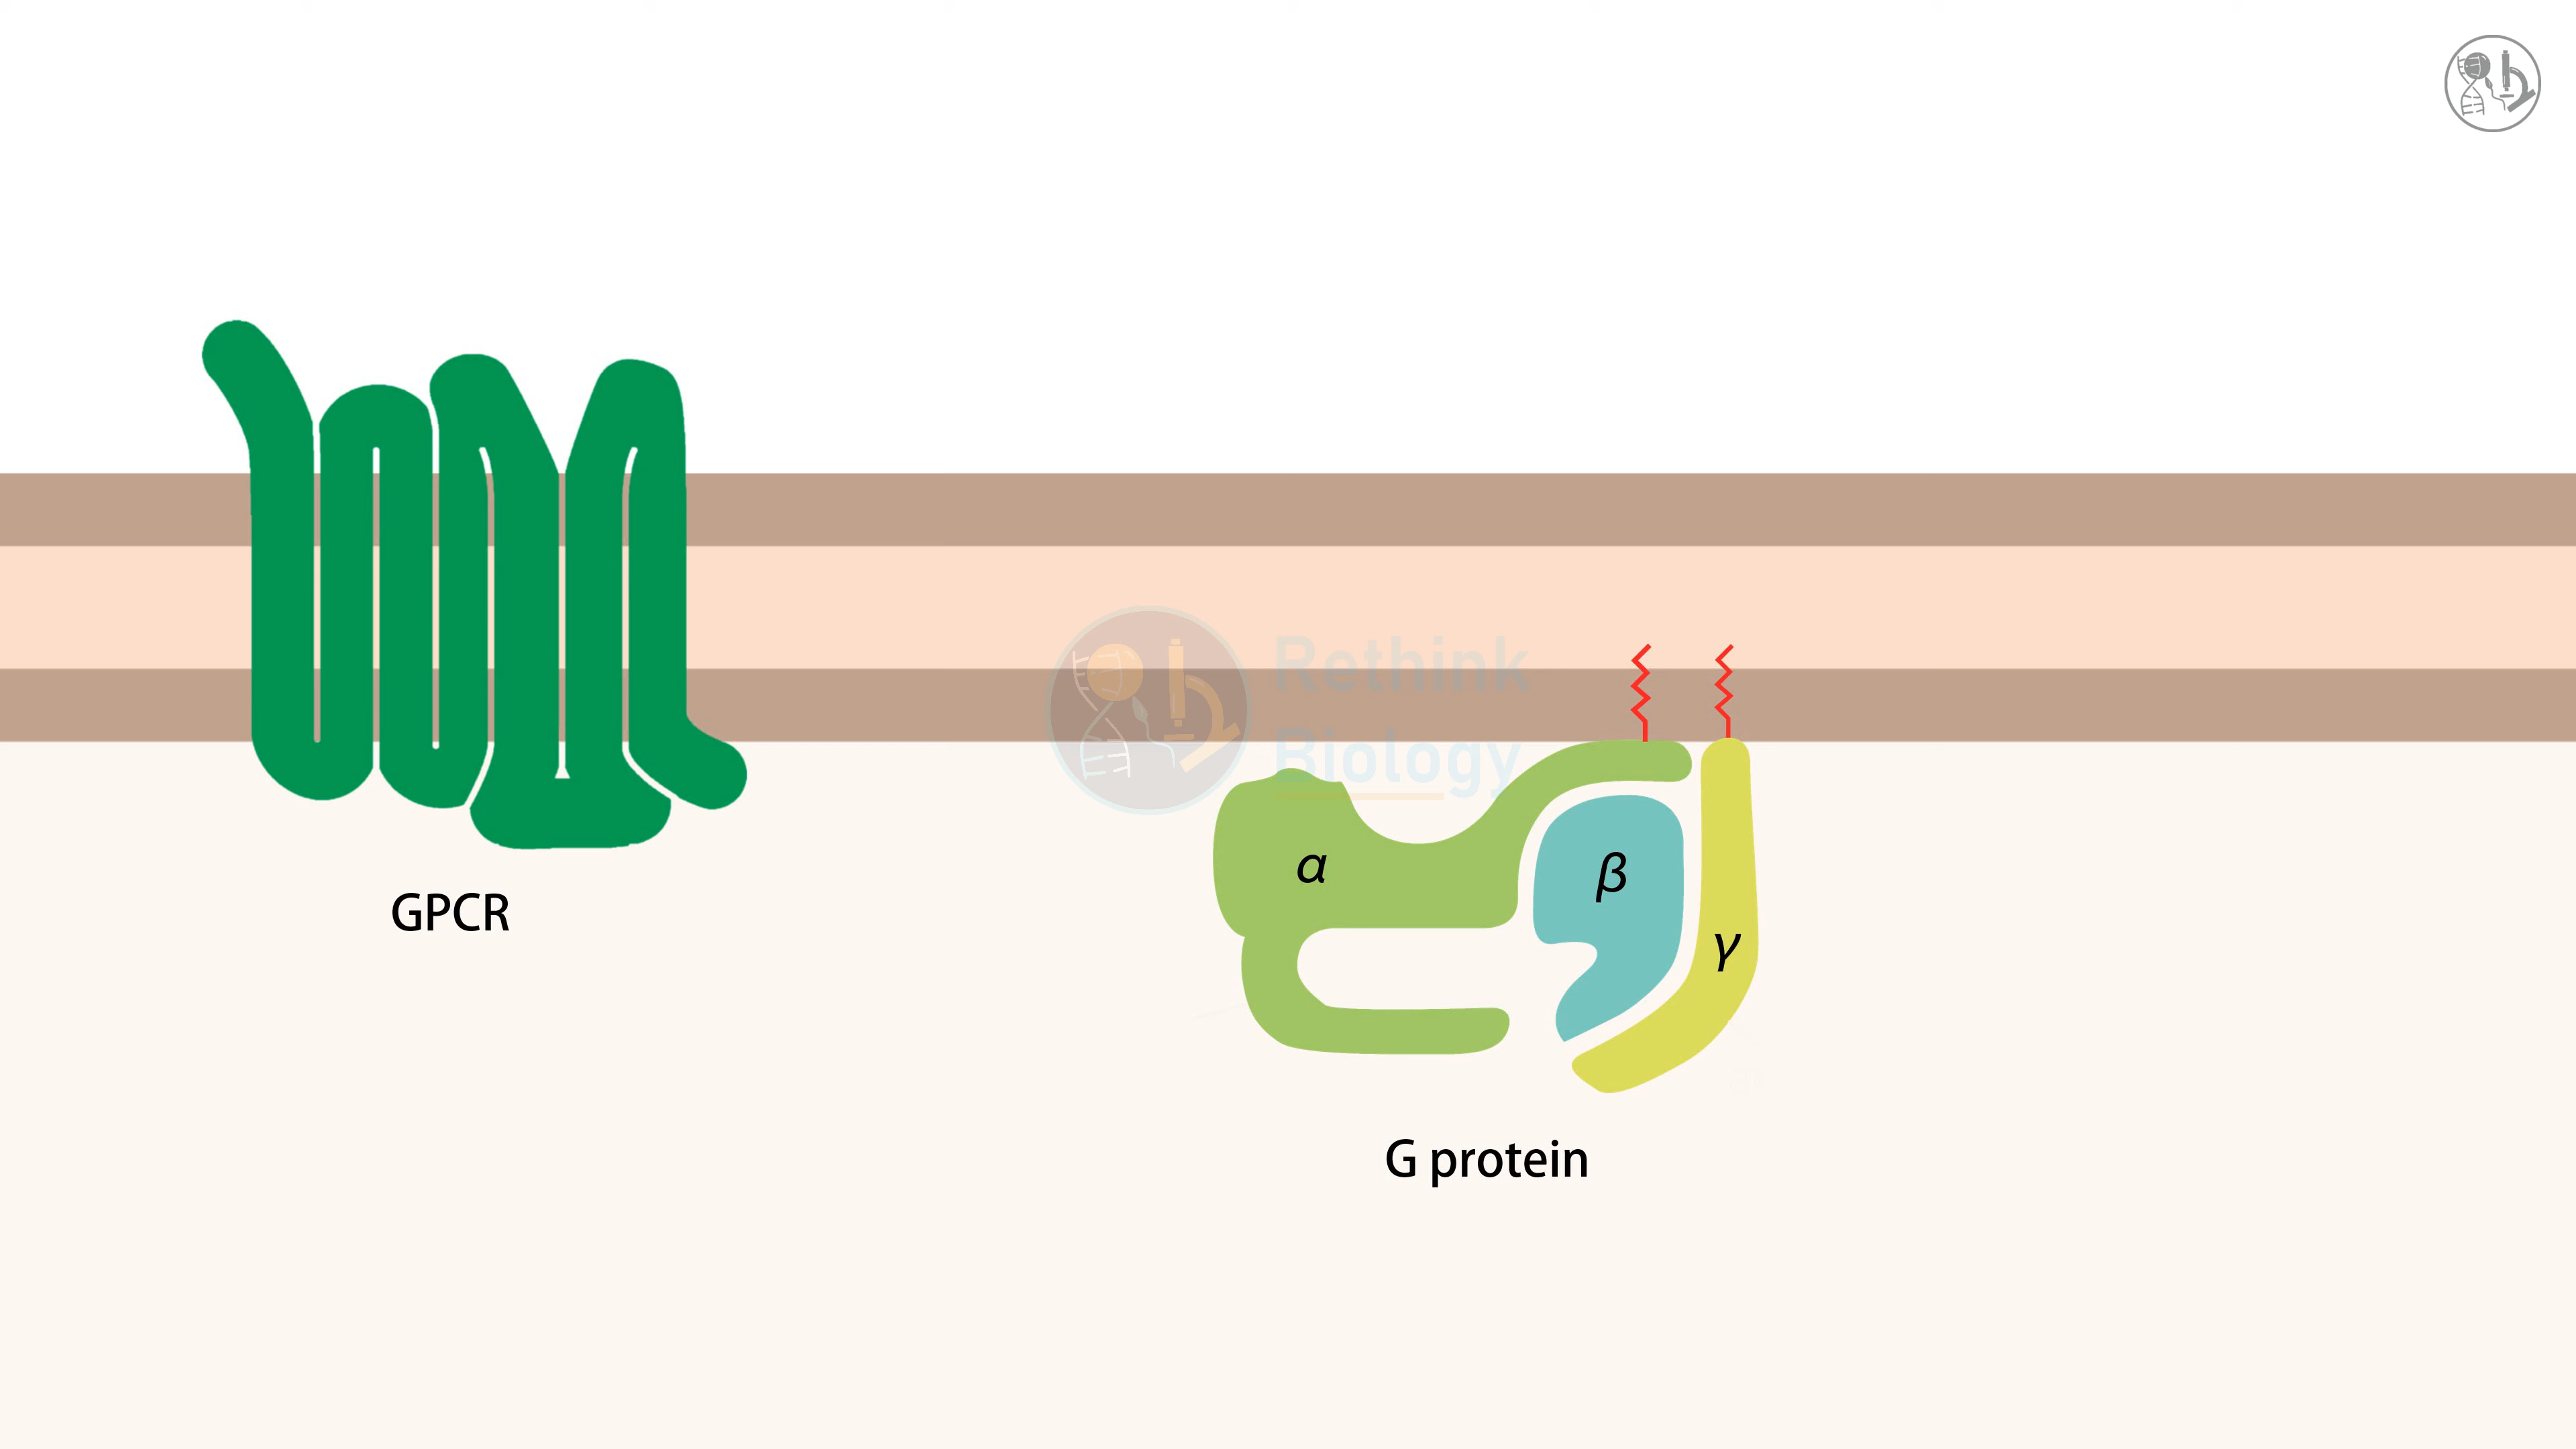 Rethink
Biology
α
β
γ
GPCR
G protein